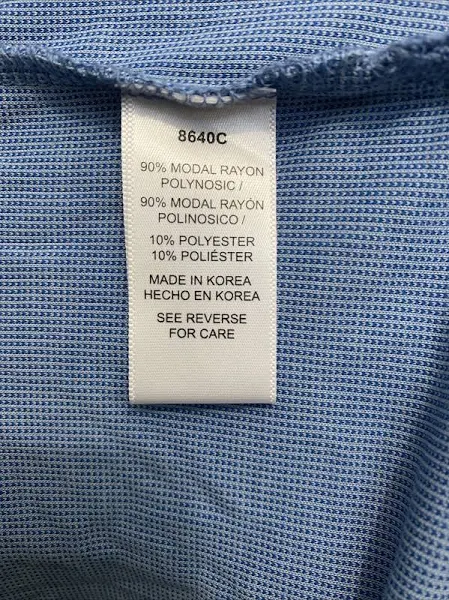 8640C
90% MODAL RAYON
POLYNOSIC /
90% MODAL RAYÓN
POLINOSICO /
10% POLYESTER
10% POLIÉSTER
MADE IN KOREA
HECHO EN KOREA
SEE REVERSE
FOR CARE